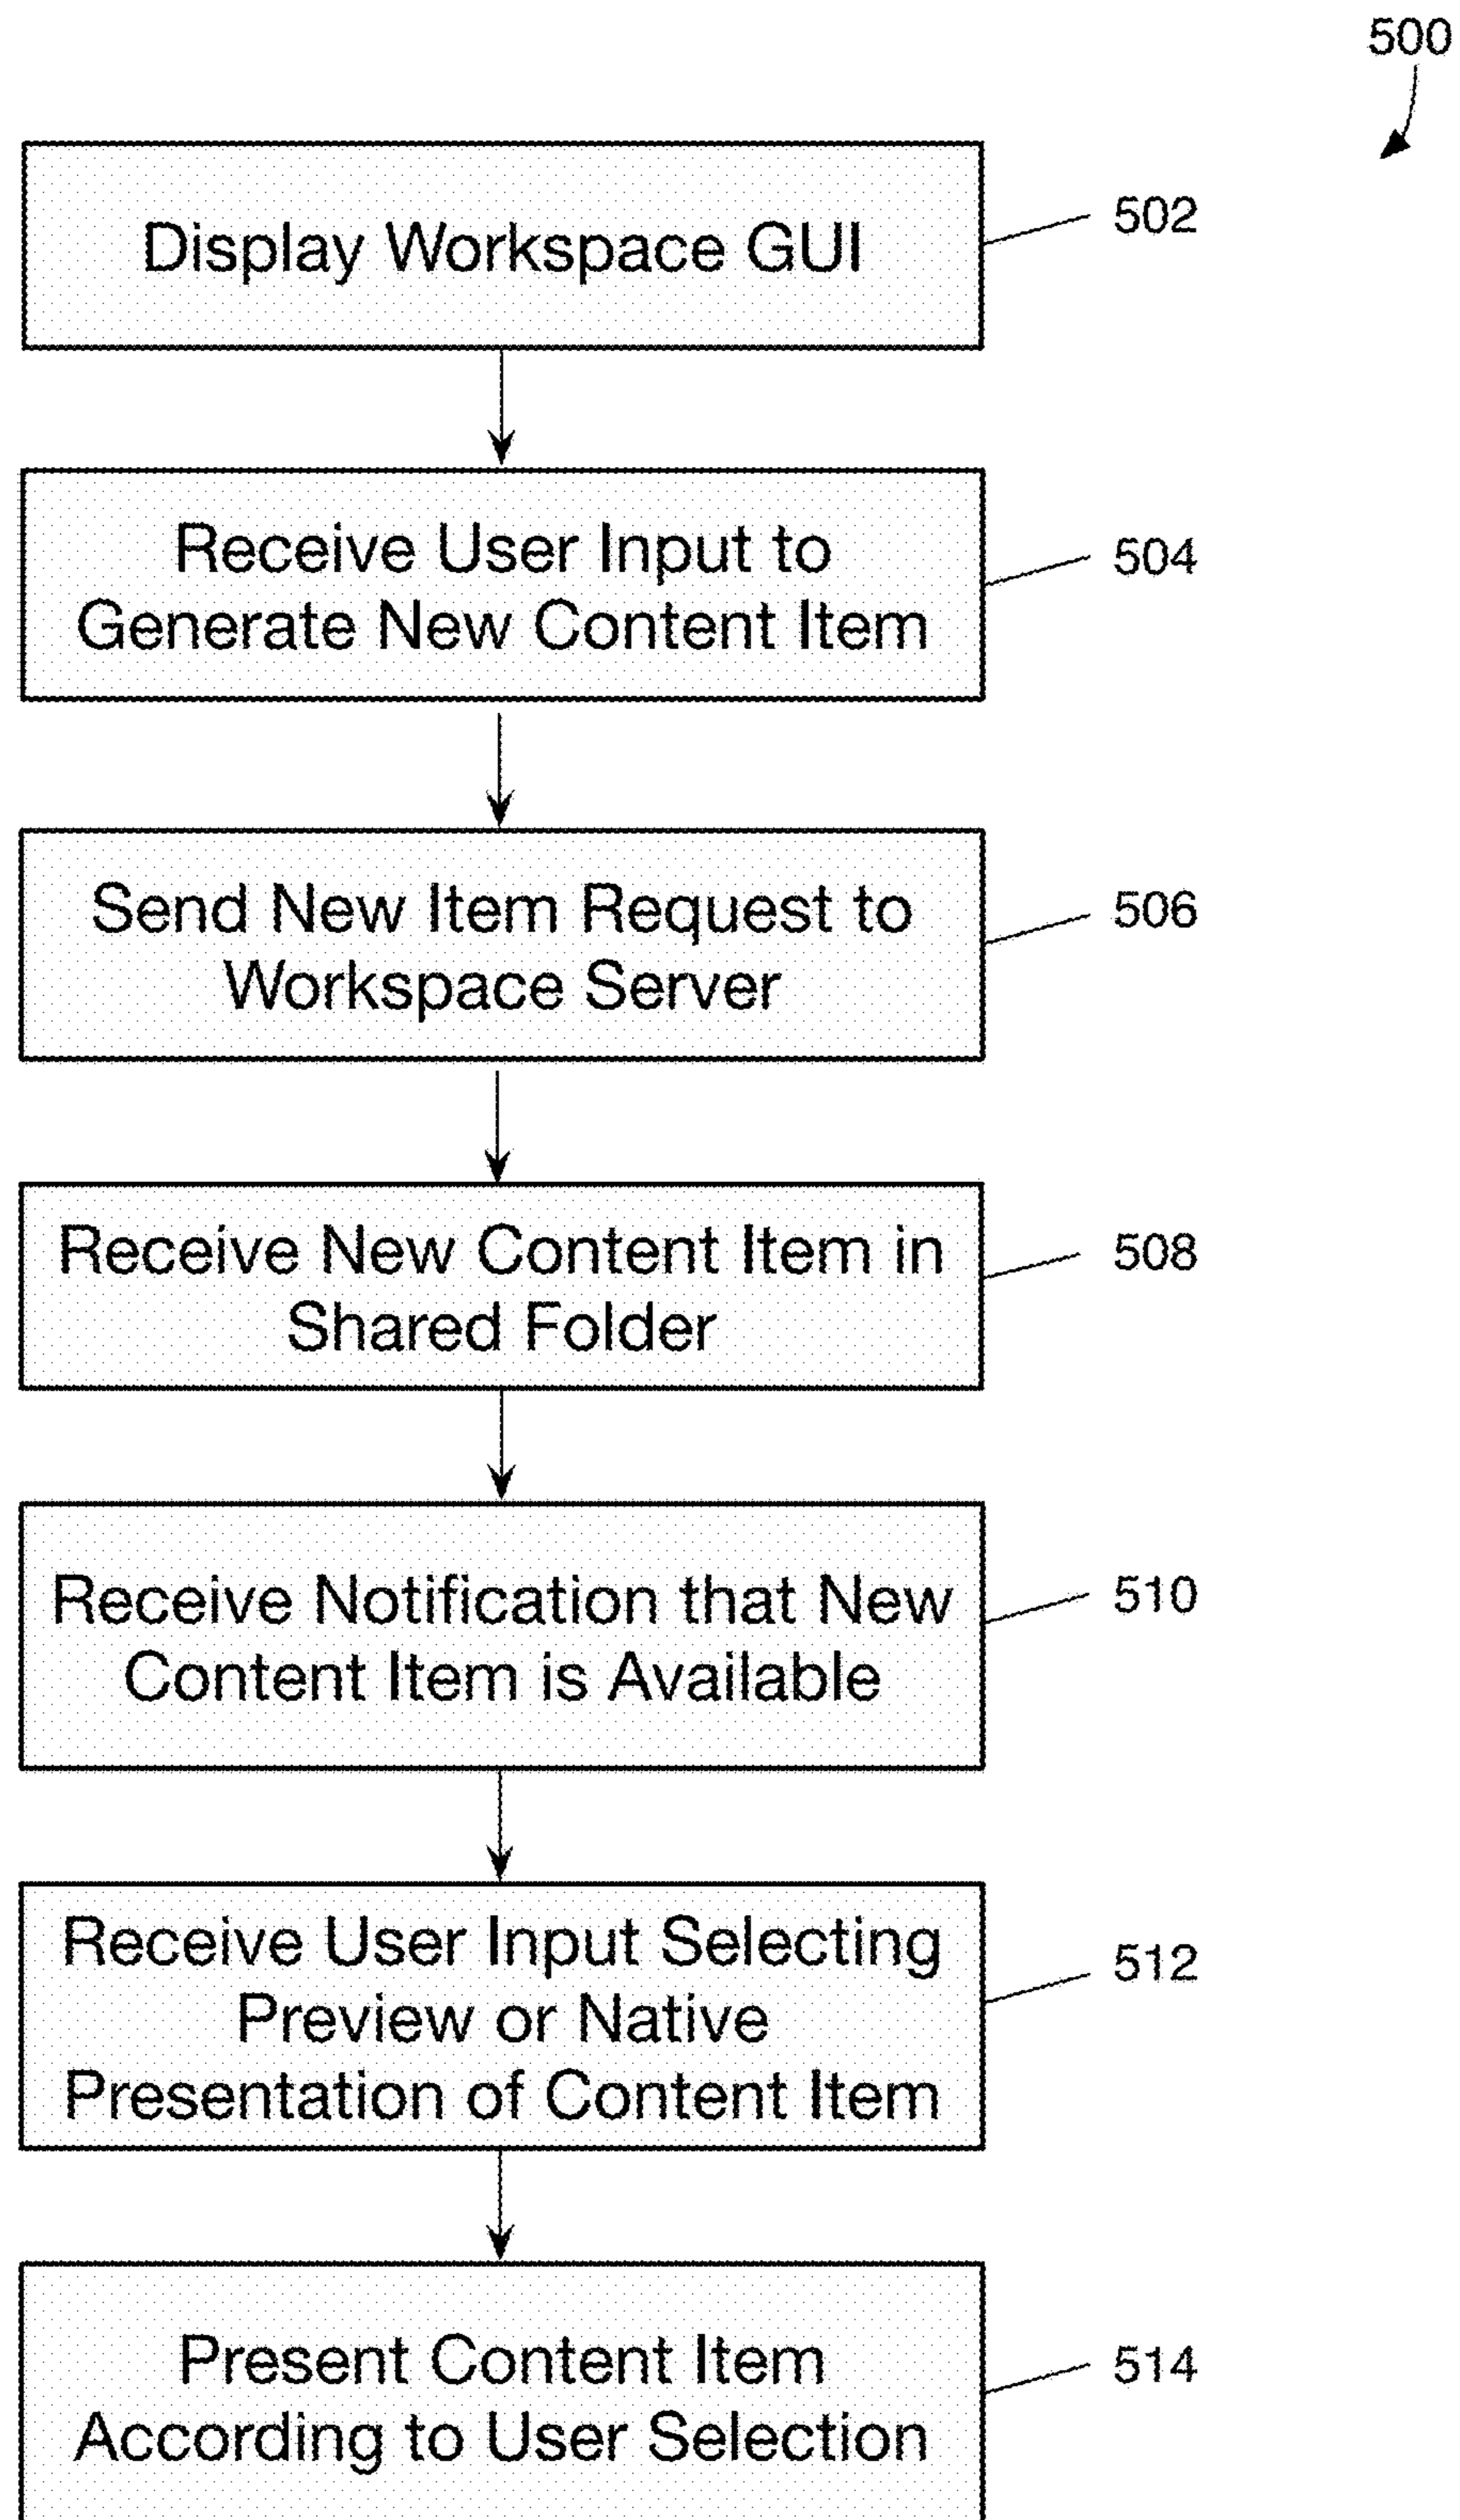 500
Display Workspace GUI
502
Receive User Input to
Generate New Content Item
504
Send New Item Request to
Workspace Server
506
Receive New Content Item in
Shared Folder
508
Receive Notification that New
Content Item is Available
510
Receive User Input Selecting
Preview or Native
Presentation of Content Item
512
Present Content Item
According to User Selection
514